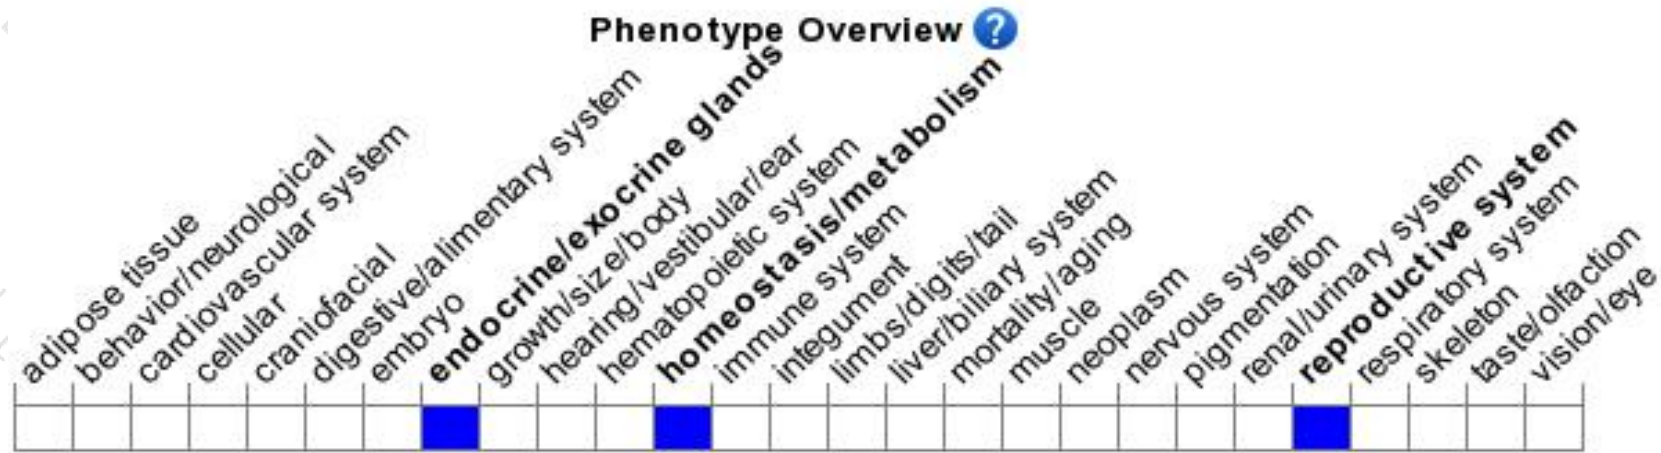 Phenotype Overview ?
adipose tissue
behavior/neurological
cardiovascular system
cellular
craniofacial
digestive/alimentary system
embryo
endocrine/exocrine glands
growth/size/body
hearing/vestibular/ear
hematopoietic system
homeostasis/metabolism
immune system
integument
limbs/digits/tail
liver/biliary system
mortality/aging
muscle
neoplasm
nervous system
pigmentation
renal/urinary system
reproductive system
respiratory system
skeleton
taste/olfaction
vision/eye